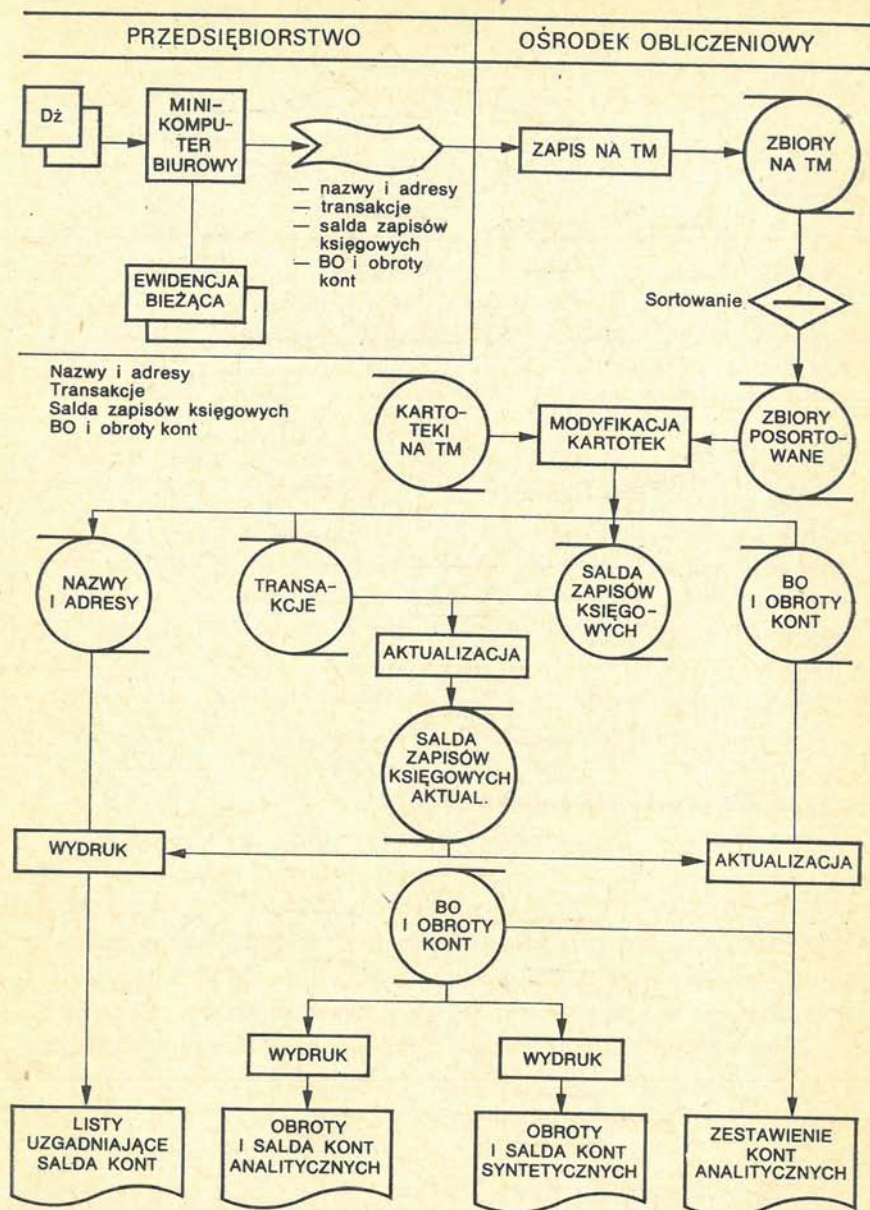 PRZEDSIĘBIORSTWO
OŚRODEK OBLICZENIOWY
Dż
MINI-
KOMPU-
TER
BIUROWY
— nazwy i adresy
— transakcje
— salda zapisów
księgowych
— BO i obroty
kont
ZAPIS NA TM
ZBIORY
NA TM
EWIDENCJA
BIEŻĄCA
Sortowanie
Nazwy i adresy
Transakcje
Salda zapisów księgowych
BO i obroty kont
KARTO-
TEKI
NA TM
MODYFIKACJA
KARTOTEK
ZBIORY
POSORTO-
WANE
NAZWY
I ADRESY
TRANSA-
KCJE
SALDA
ZAPISÓW
KSIĘGO-
WYCH
BO
I OBROTY
KONT
AKTUALIZACJA
SALDA
ZAPISÓW
KSIĘGOWYCH
AKTUAL.
WYDRUK
AKTUALIZACJA
BO
I OBROTY
KONT
WYDRUK
WYDRUK
LISTY
UZGADNIAJĄCE
SALDA KONT
OBROTY
I SALDA KONT
ANALITYCZNYCH
OBROTY
I SALDA KONT
SYNTETYCZNYCH
ZESTAWIENIE
KONT
ANALITYCZNYCH